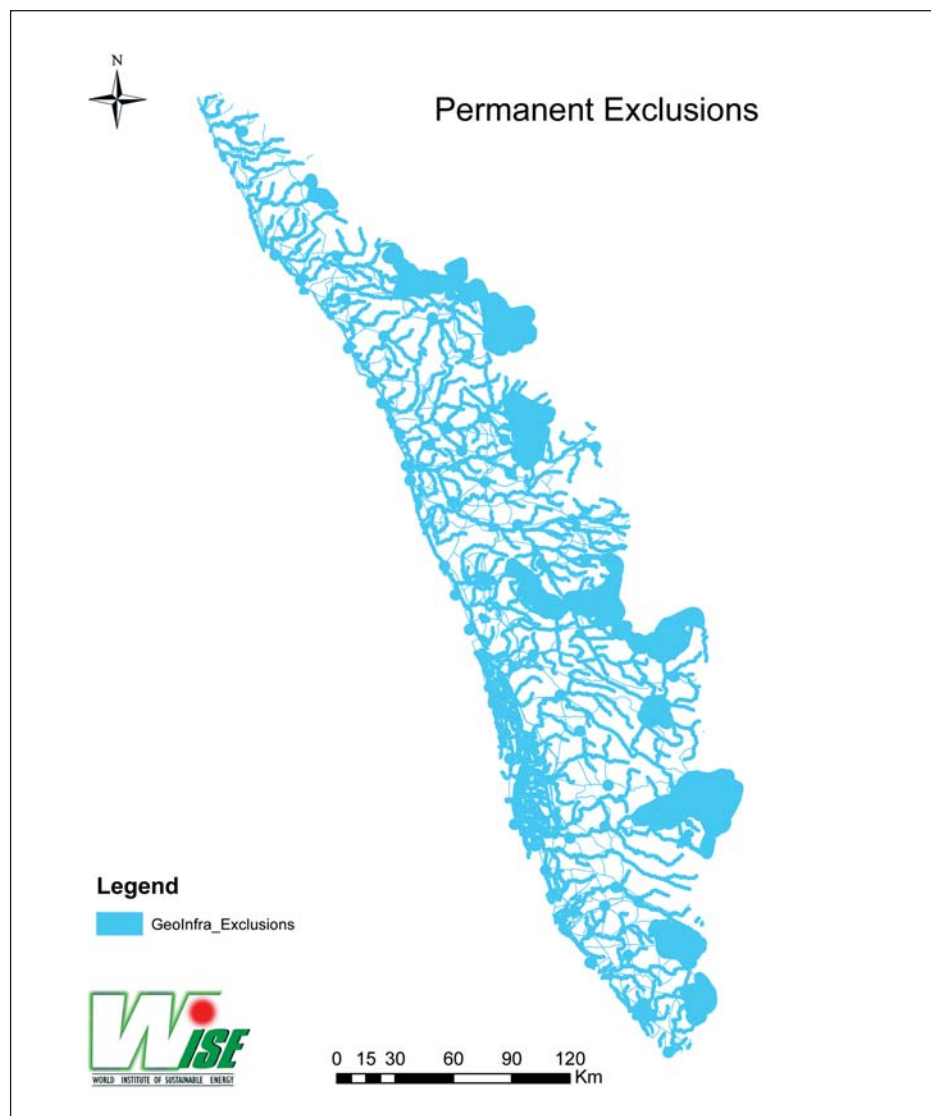 N
Permanent Exclusions
Legend
GeoInfra_Exclusions
WISE
WORLD INSTITUTE OF SUSTAINABLE ENERGY
0 15 30 60 90 120
Km